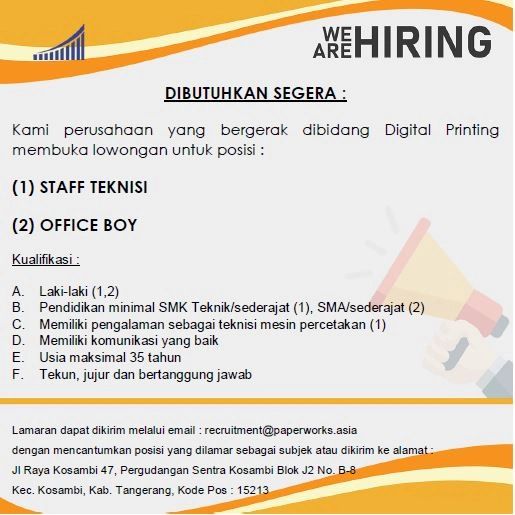 WE ARE HIRING
DIBUTUHKAN SEGERA :
Kami perusahaan yang bergerak dibidang Digital Printing
membuka lowongan untuk posisi :
(1) STAFF TEKNISI
(2) OFFICE BOY
Kualifikasi :
A. Laki-laki (1,2)
B. Pendidikan minimal SMK Teknik/sederajat (1), SMA/sederajat (2)
C. Memiliki pengalaman sebagai teknisi mesin percetakan (1)
D. Memiliki komunikasi yang baik
E. Usia maksimal 35 tahun
F. Tekun, jujur dan bertanggung jawab
Lamaran dapat dikirim melalui email : recruitment@paperworks.asia
dengan mencantumkan posisi yang dilamar sebagai subjek atau dikirim ke alamat :
Jl Raya Kosambi 47, Pergudangan Sentra Kosambi Blok J2 No. B-8
Kec. Kosambi, Kab. Tangerang, Kode Pos : 15213